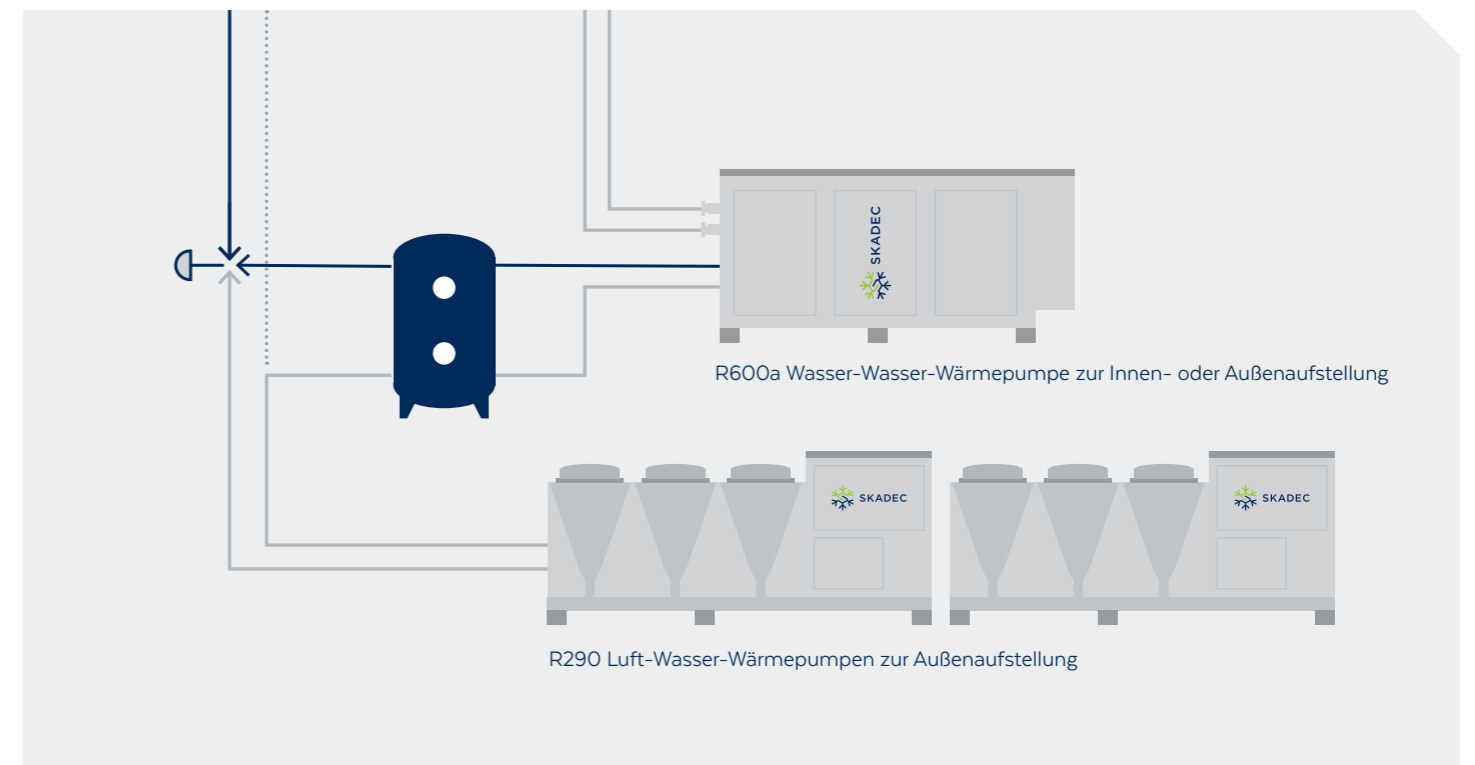 SKADEC
R600a Wasser-Wasser-Wärmepumpe zur Innen- oder Außenaufstellung
SKADEC
SKADEC
R290 Luft-Wasser-Wärmepumpen zur Außenaufstellung